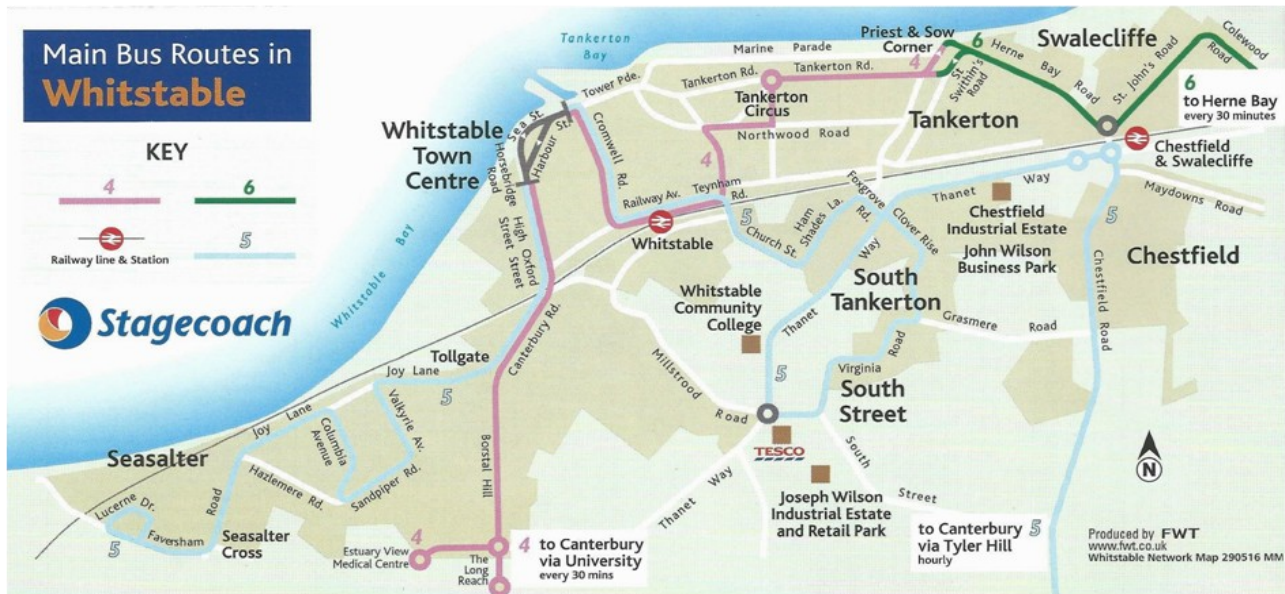 Main Bus Routes in
Whitstable
KEY
4
6
Railway line & Station
5
Stagecoach
Tankerton
Bay
Whitstable Bay
Priest & Sow
Corner
Marine Parade
Tower Pde.
Tankerton Rd.
Tankerton Rd.
4
6
Herne Bay Road
St.
Swithin's
Road
Swalecliffe
St. John's Road
Colewood
Road
6
to Herne Bay
every 30 minutes
Tankerton
Circus
Northwood Road
Tankerton
Chestfield
& Swalecliffe
Whitstable
Town
Centre
Sea St.
Harbour St.
Horsebridge
Road
Cromwell Rd.
Railway Av.
Teynham
Rd.
4
Whitstable
5
Church St.
Ham
Shades La.
Foxgrove
Rd.
Clover Rise
Thanet Way
Thanet Way
Chestfield
Industrial Estate
John Wilson
Business Park
Maydowns Road
5
Chestfield
Chestfield Road
High
Street
Oxford
Street
Canterbury Rd.
Whitstable
Community
College
South
Tankerton
Grasmere Road
Millstrood
Road
5
Virginia
Road
South
Street
Tollgate
Joy Lane
5
Joy Lane
Valkyrie Av.
Columbia
Avenue
Sandpiper Rd.
Hazlemere Rd.
Seasalter
Lucerne Dr.
5
Faversham
Road
Seasalter
Cross
Borstal Hill
TESCO
Thanet Way
South
Street
Joseph Wilson
Industrial Estate
and Retail Park
4
Estuary View
Medical Centre
The
Long
Reach
4
to Canterbury
via University
every 30 mins
to Canterbury
via Tyler Hill
hourly
5
N
Produced by FWT
www.fwt.co.uk
Whitstable Network Map 290516 MM